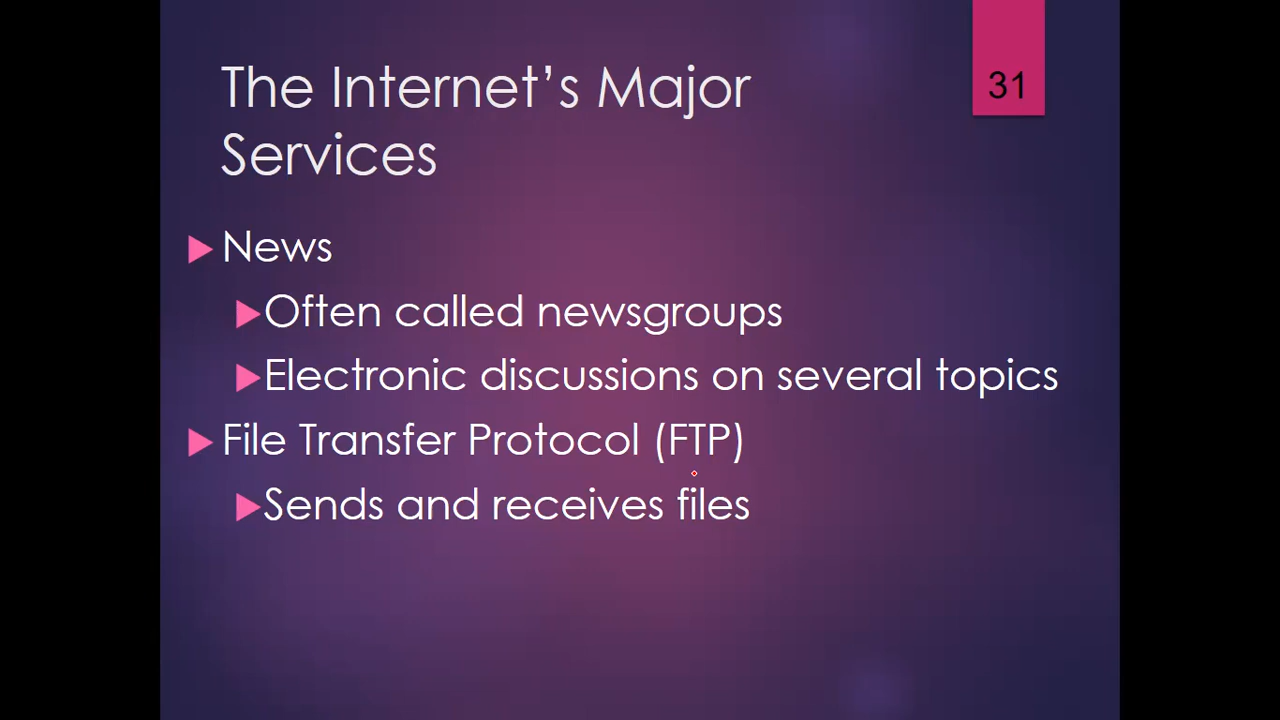 The Internet’s Major
Services
31
News
Often called newsgroups
Electronic discussions on several topics
File Transfer Protocol (FTP)
Sends and receives files